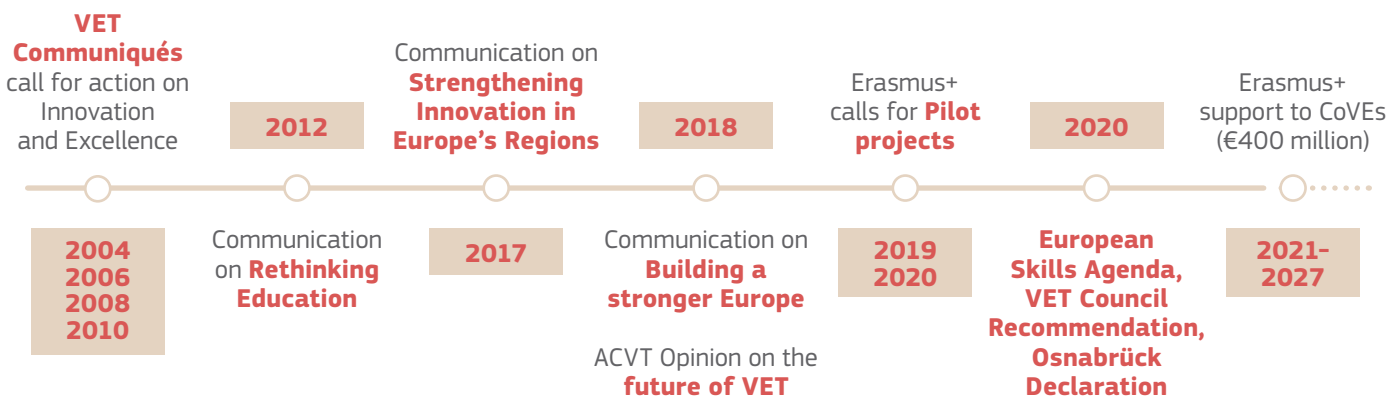 VET
Communiqués
call for action on
Innovation
and Excellence
2004
2006
2008
2010
2012
Communication
on Rethinking
Education
Communication on
Strengthening
Innovation in
Europe's Regions
2017
2018
Communication on
Building a
stronger Europe
ACVT Opinion on the
future of VET
Erasmus+
calls for Pilot
projects
2019
2020
2020
European
Skills Agenda,
VET Council
Recommendation,
Osnabrück
Declaration
Erasmus+
support to CoVEs
(€400 million)
2021–
2027